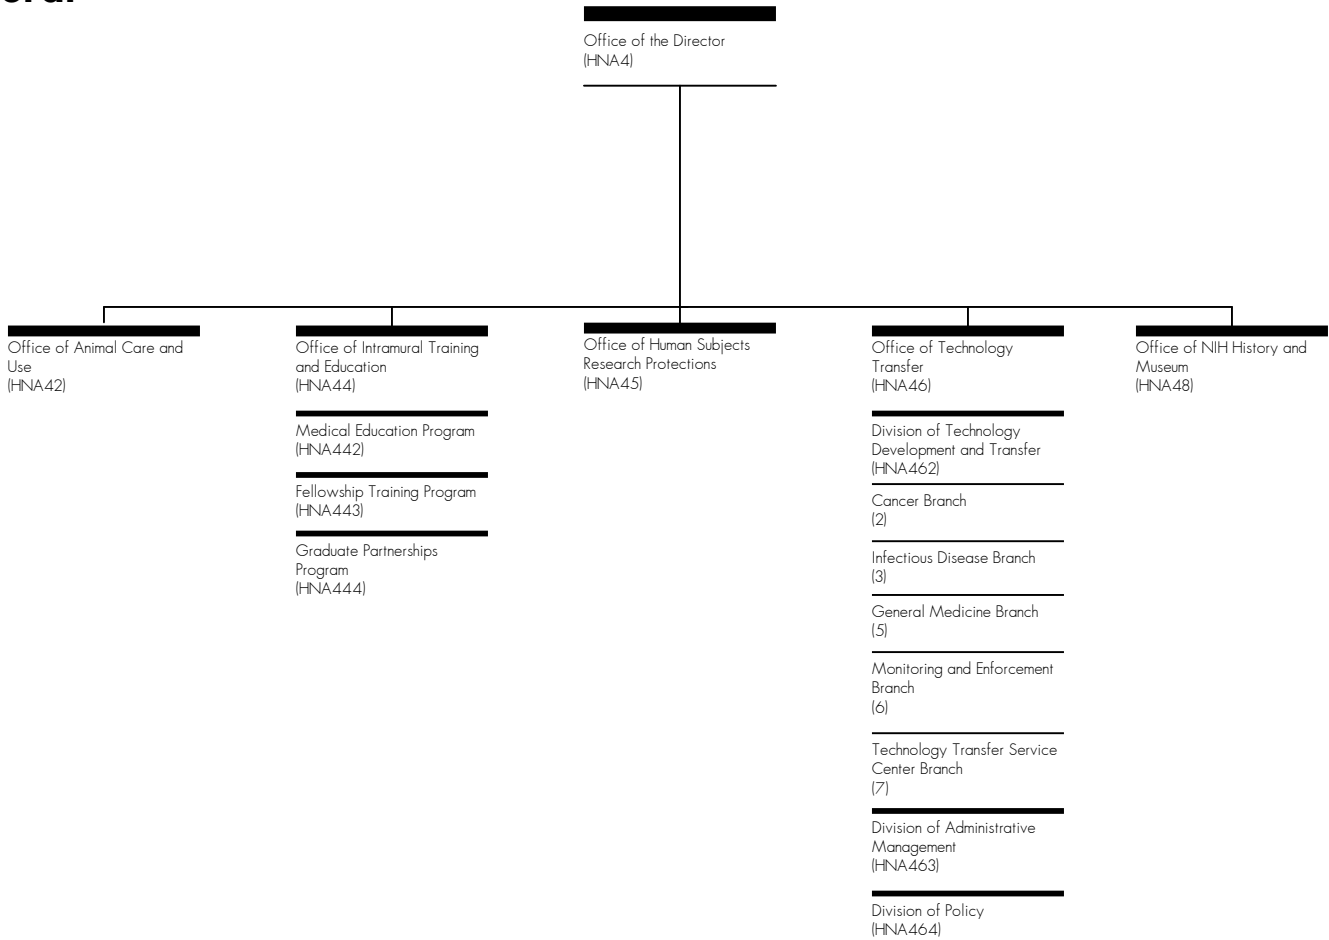 Office of the Director
(HNA4)
Office of Animal Care and
Use
(HNA42)
Office of Intramural Training
and Education
(HNA44)
Medical Education Program
(HNA442)
Fellowship Training Program
(HNA443)
Graduate Partnerships
Program
(HNA444)
Office of Human Subjects
Research Protections
(HNA45)
Office of Technology
Transfer
(HNA46)
Division of Technology
Development and Transfer
(HNA462)
Cancer Branch
(2)
Infectious Disease Branch
(3)
General Medicine Branch
(5)
Monitoring and Enforcement
Branch
(6)
Technology Transfer Service
Center Branch
(7)
Division of Administrative
Management
(HNA463)
Division of Policy
(HNA464)
Office of NIH History and
Museum
(HNA48)